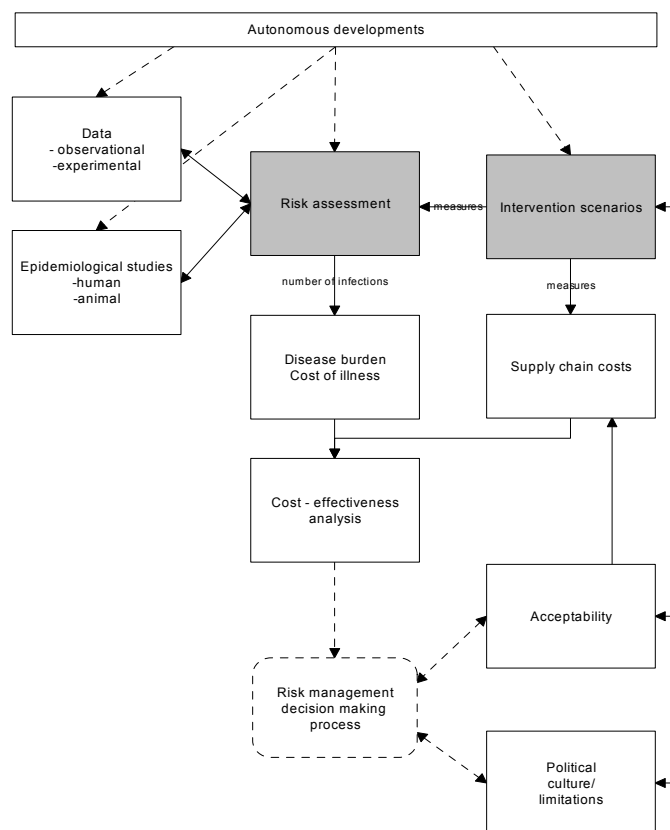 Autonomous developments
Data
- observational
-experimental
Risk assessment
measures
Intervention scenarios
Epidemiological studies
-human
-animal
number of infections
measures
Disease burden
Cost of illness
Supply chain costs
Cost - effectiveness
analysis
Acceptability
Risk management
decision making
process
Political
culture/
limitations